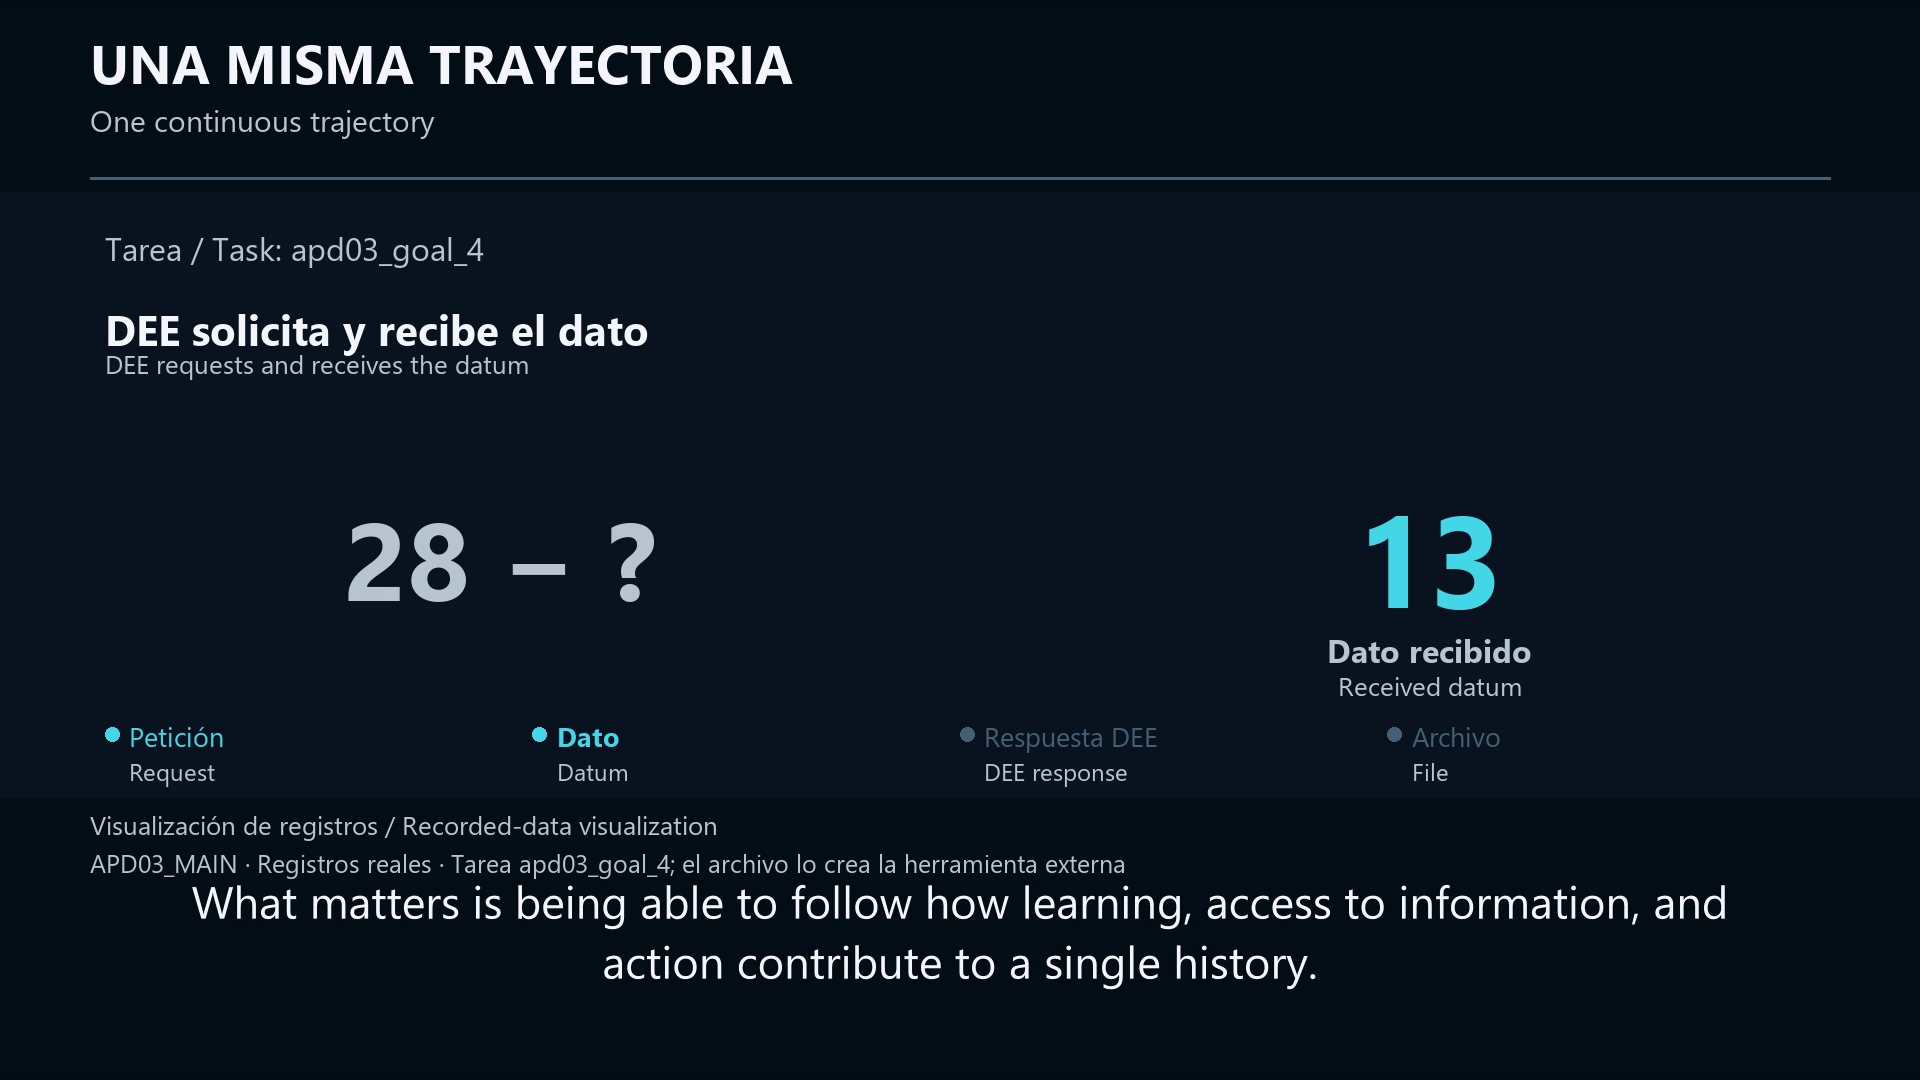 UNA MISMA TRAYECTORIA
One continuous trajectory
Tarea / Task: apd03_goal_4
DEE solicita y recibe el dato
DEE requests and receives the datum
28 – ?
13
Dato recibido
Received datum
Petición
Request
Dato
Datum
Respuesta DEE
DEE response
Archivo
File
Visualización de registros / Recorded-data visualization
APD03_MAIN · Registros reales · Tarea apd03_goal_4; el archivo lo crea la herramienta externa
What matters is being able to follow how learning, access to information, and
action contribute to a single history.